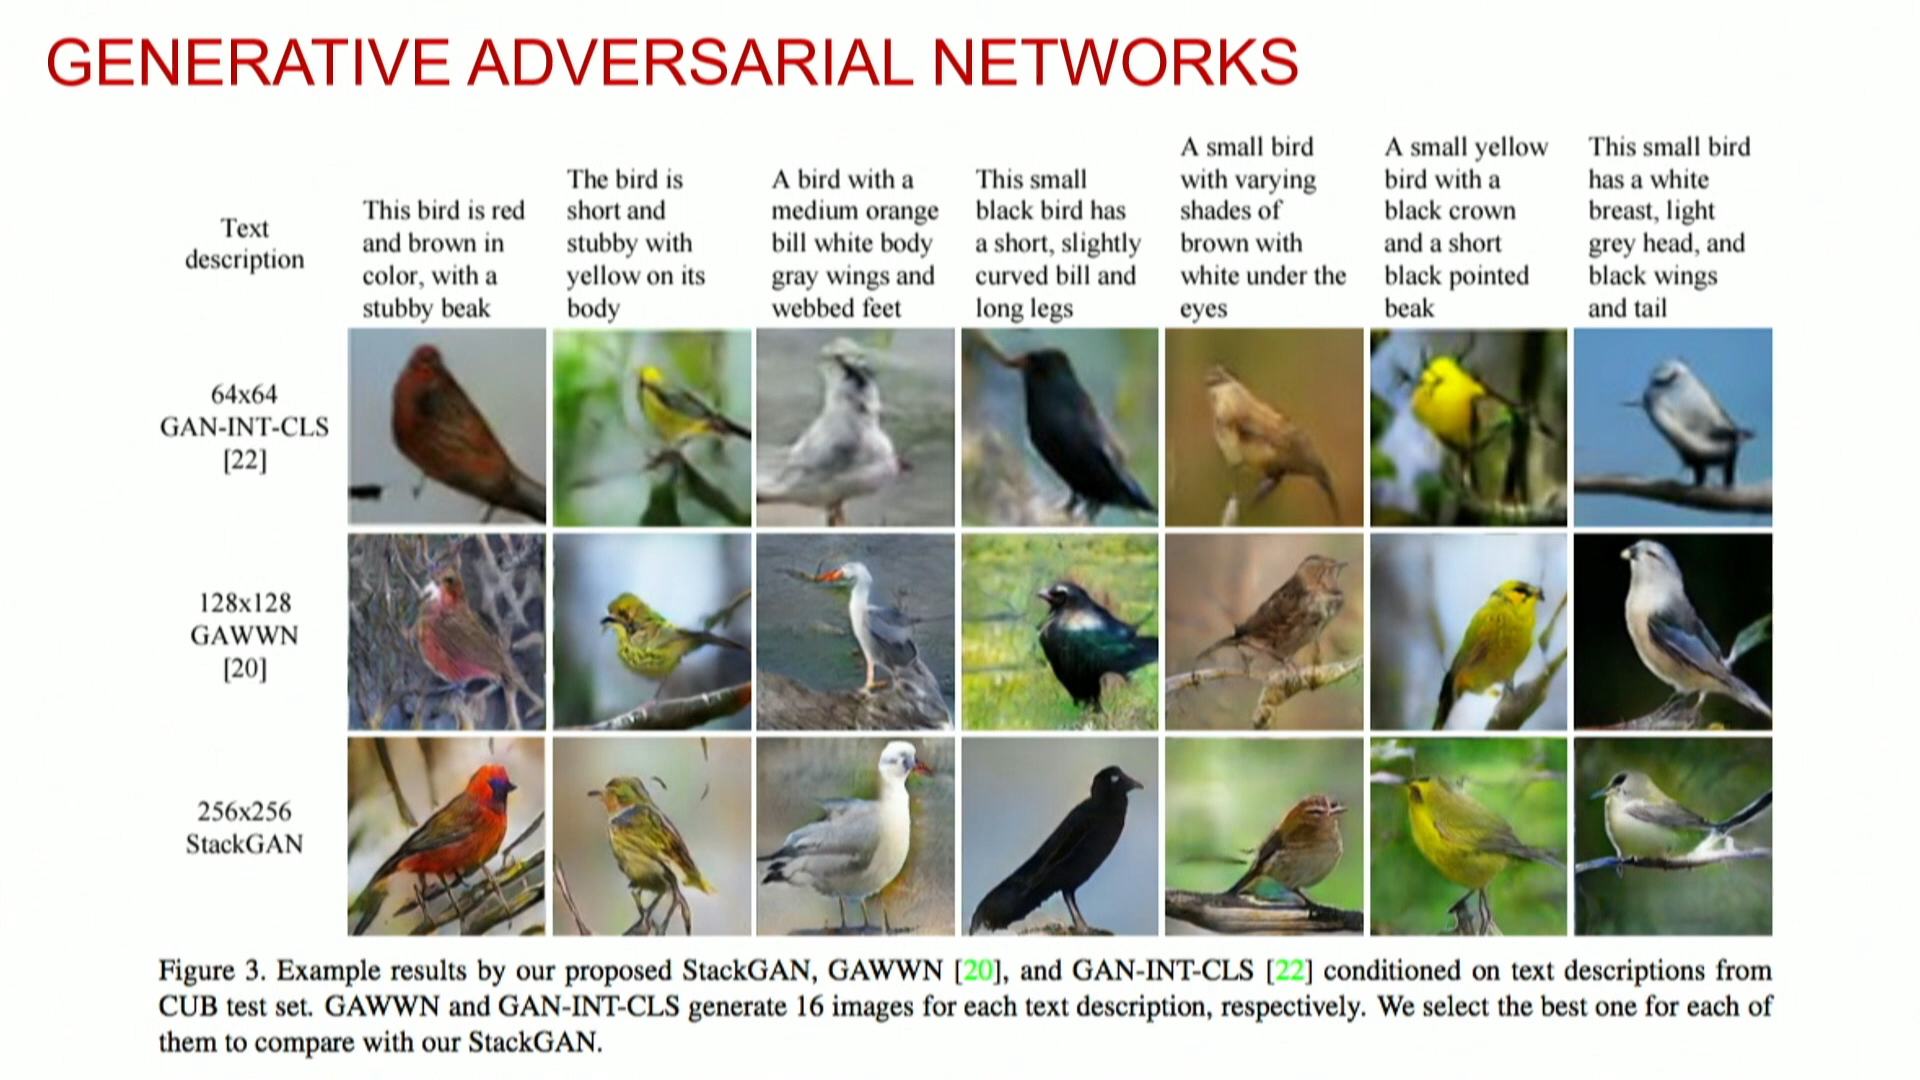 GENERATIVE ADVERSARIAL NETWORKS
Text
description
This bird is red
and brown in
color, with a
stubby beak
The bird is
short and
stubby with
yellow on its
body
A bird with a
medium orange
bill white body
gray wings and
webbed feet
This small
black bird has
a short, slightly
curved bill and
long legs
A small bird
with varying
shades of
brown with
white under the
eyes
A small yellow
bird with a
black crown
and a short
black pointed
beak
This small bird
has a white
breast, light
grey head, and
black wings
and tail
64x64
GAN-INT-CLS
[22]
128x128
GAWWN
[20]
256x256
StackGAN
Figure 3. Example results by our proposed StackGAN, GAWWN [20], and GAN-INT-CLS [22] conditioned on text descriptions from
CUB test set. GAWWN and GAN-INT-CLS generate 16 images for each text description, respectively. We select the best one for each of
them to compare with our StackGAN.